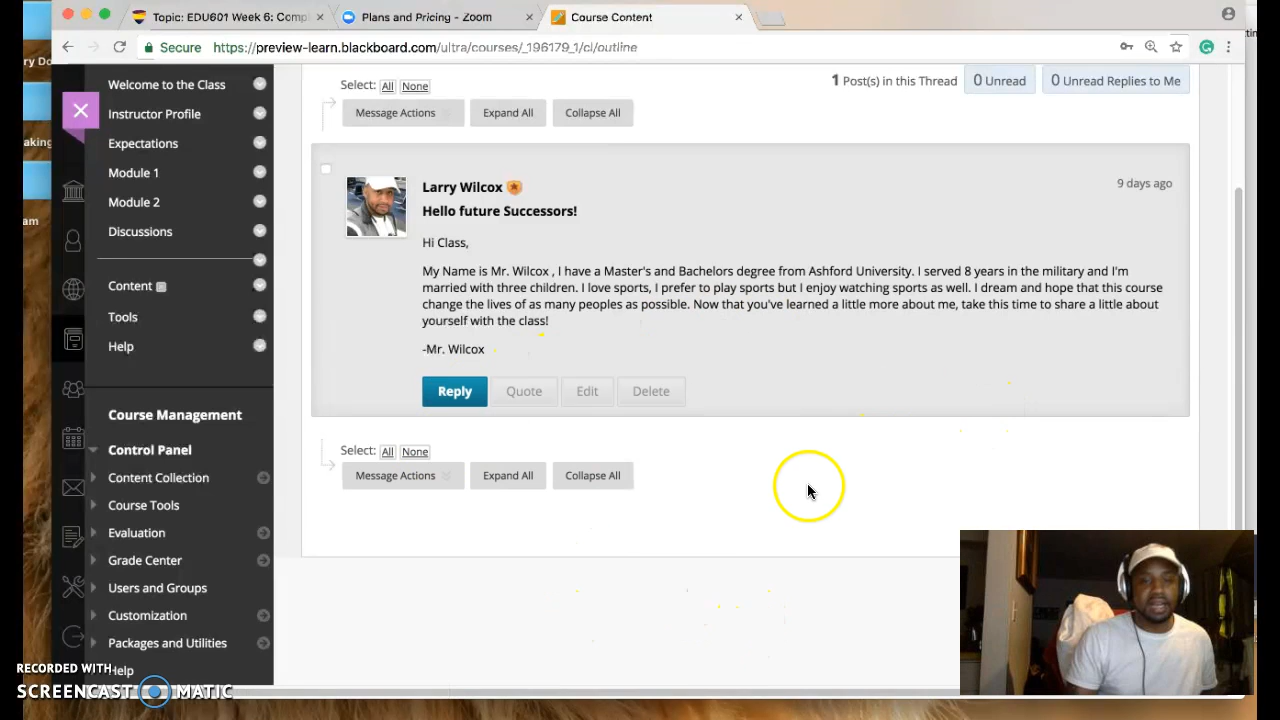 Topic: EDU601 Week 6: Comp
Plans and Pricing - Zoom
Course Content
Secure
https://preview-learn.blackboard.com/ultra/courses/_196179_1/cl/outline
ry Do
aking
am
Welcome to the Class
Instructor Profile
Expectations
Module 1
Module 2
Discussions
Content
Tools
Help
Course Management
Control Panel
Content Collection
Course Tools
Evaluation
Grade Center
Users and Groups
Customization
Packages and Utilities
Help
Select: All None
1 Post(s) in this Thread
0 Unread
0 Unread Replies to Me
Message Actions
Expand All
Collapse All
Larry Wilcox
9 days ago
Hello future Successors!
Hi Class,
My Name is Mr. Wilcox , I have a Master's and Bachelors degree from Ashford University. I served 8 years in the military and I'm
married with three children. I love sports, I prefer to play sports but I enjoy watching sports as well. I dream and hope that this course
change the lives of as many peoples as possible. Now that you've learned a little more about me, take this time to share a little about
yourself with the class!
-Mr. Wilcox
Reply
Quote
Edit
Delete
Select: All None
Message Actions
Expand All
Collapse All
RECORDED WITH
SCREENCAST MATIC